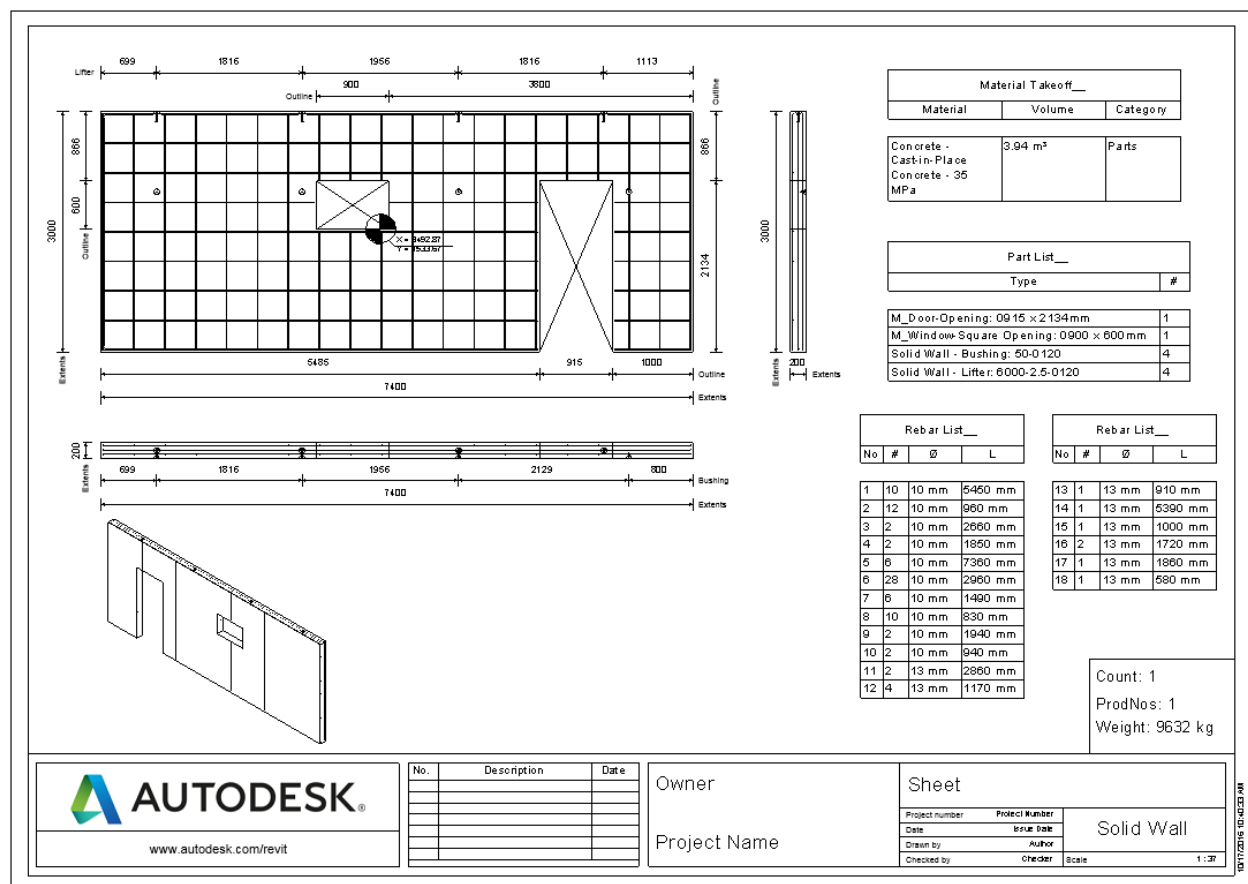 699 1816 1956 1816 1113
Lifter
900 3800
Outline
Outline
866
600
3000
Outline
Extents
866
2134
3000
X = 3492.87
5485 915 1000
Outline
7400
Extents
Extents
200
Extents
200
Extents
699 1816 1956 2129 800
Bushing
7400
Extents
Material Takeoff__
Material Volume Category
Concrete - 3.94 m³ Parts
Cast-in-Place
Concrete - 35
MPa
Part List__
Type #
M_Door-Opening: 0915 x 2134mm 1
M_Window-Square Opening: 0900 x 600mm 1
Solid Wall - Bushing: 50-0120 4
Solid Wall - Lifter: 6000-2.5-0120 4
Rebar List__
No # Ø L
1 10 10 mm 5450 mm
2 12 10 mm 960 mm
3 2 10 mm 2660 mm
4 2 10 mm 1850 mm
5 6 10 mm 7360 mm
6 28 10 mm 2960 mm
7 6 10 mm 1490 mm
8 10 10 mm 830 mm
9 2 10 mm 1940 mm
10 2 10 mm 940 mm
11 2 13 mm 2860 mm
12 4 13 mm 1170 mm
Rebar List__
No # Ø L
13 1 13 mm 910 mm
14 1 13 mm 5390 mm
15 1 13 mm 1000 mm
16 2 13 mm 1720 mm
17 1 13 mm 1860 mm
18 1 13 mm 580 mm
Count: 1
ProdNos: 1
Weight: 9632 kg
AUTODESK®
www.autodesk.com/revit
No. Description Date
Owner
Project Name
Sheet
Project number Project Number
Date Issue Date
Drawn by Author
Checked by Checker
Solid Wall
Scale 1 : 37
10/17/2016 10:40:33 AM